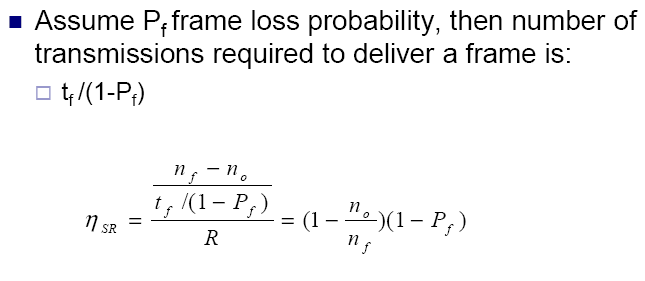 Assume Pf frame loss probability, then number of
transmissions required to deliver a frame is:
tf /(1-Pf)
ηSR = ((nf − no) / (tf /(1 − Pf))) / R = (1 − no/nf)(1 − Pf)